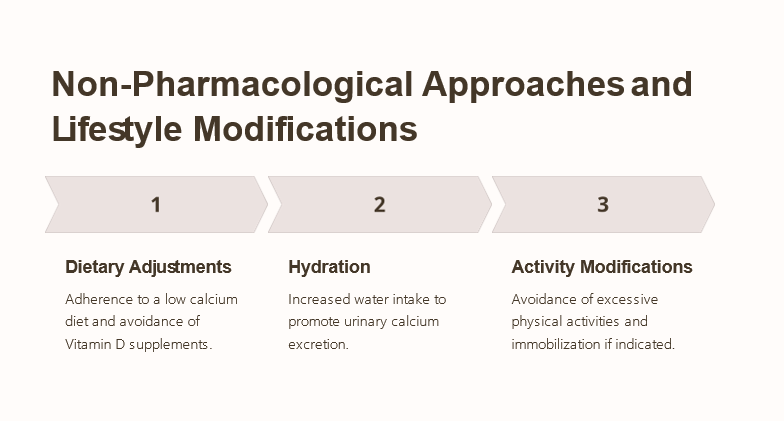 Non-Pharmacological Approaches and
Lifestyle Modifications
1
2
3
Dietary Adjustments
Adherence to a low calcium
diet and avoidance of
Vitamin D supplements.
Hydration
Increased water intake to
promote urinary calcium
excretion.
Activity Modifications
Avoidance of excessive
physical activities and
immobilization if indicated.